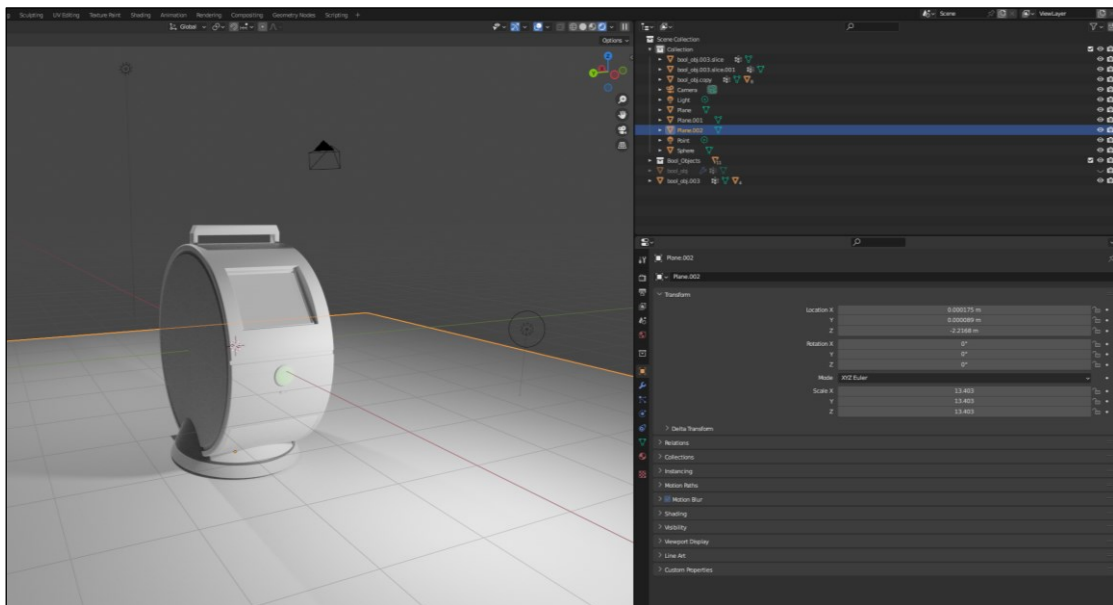 Sculpting UV Editing Texture Paint Shading Animation Rendering Compositing Geometry Nodes Scripting +
Scene ViewLayer
Global
Options
Z
Y
Scene Collection
Collection
bool_obj.003.slice
bool_obj.003.slice.001
bool_obj.copy
Camera
Light
Plane
Plane.001
Plane.002
Point
Sphere
Bool_Objects
bool_obj
bool_obj.003
Plane.002
Plane.002
Transform
Location X 0.000175 m
Y 0.000089 m
Z -2.2168 m
Rotation X 0°
Y 0°
Z 0°
Mode XYZ Euler
Scale X 13.403
Y 13.403
Z 13.403
Delta Transform
Relations
Collections
Instancing
Motion Paths
Motion Blur
Shading
Visibility
Viewport Display
Line Art
Custom Properties